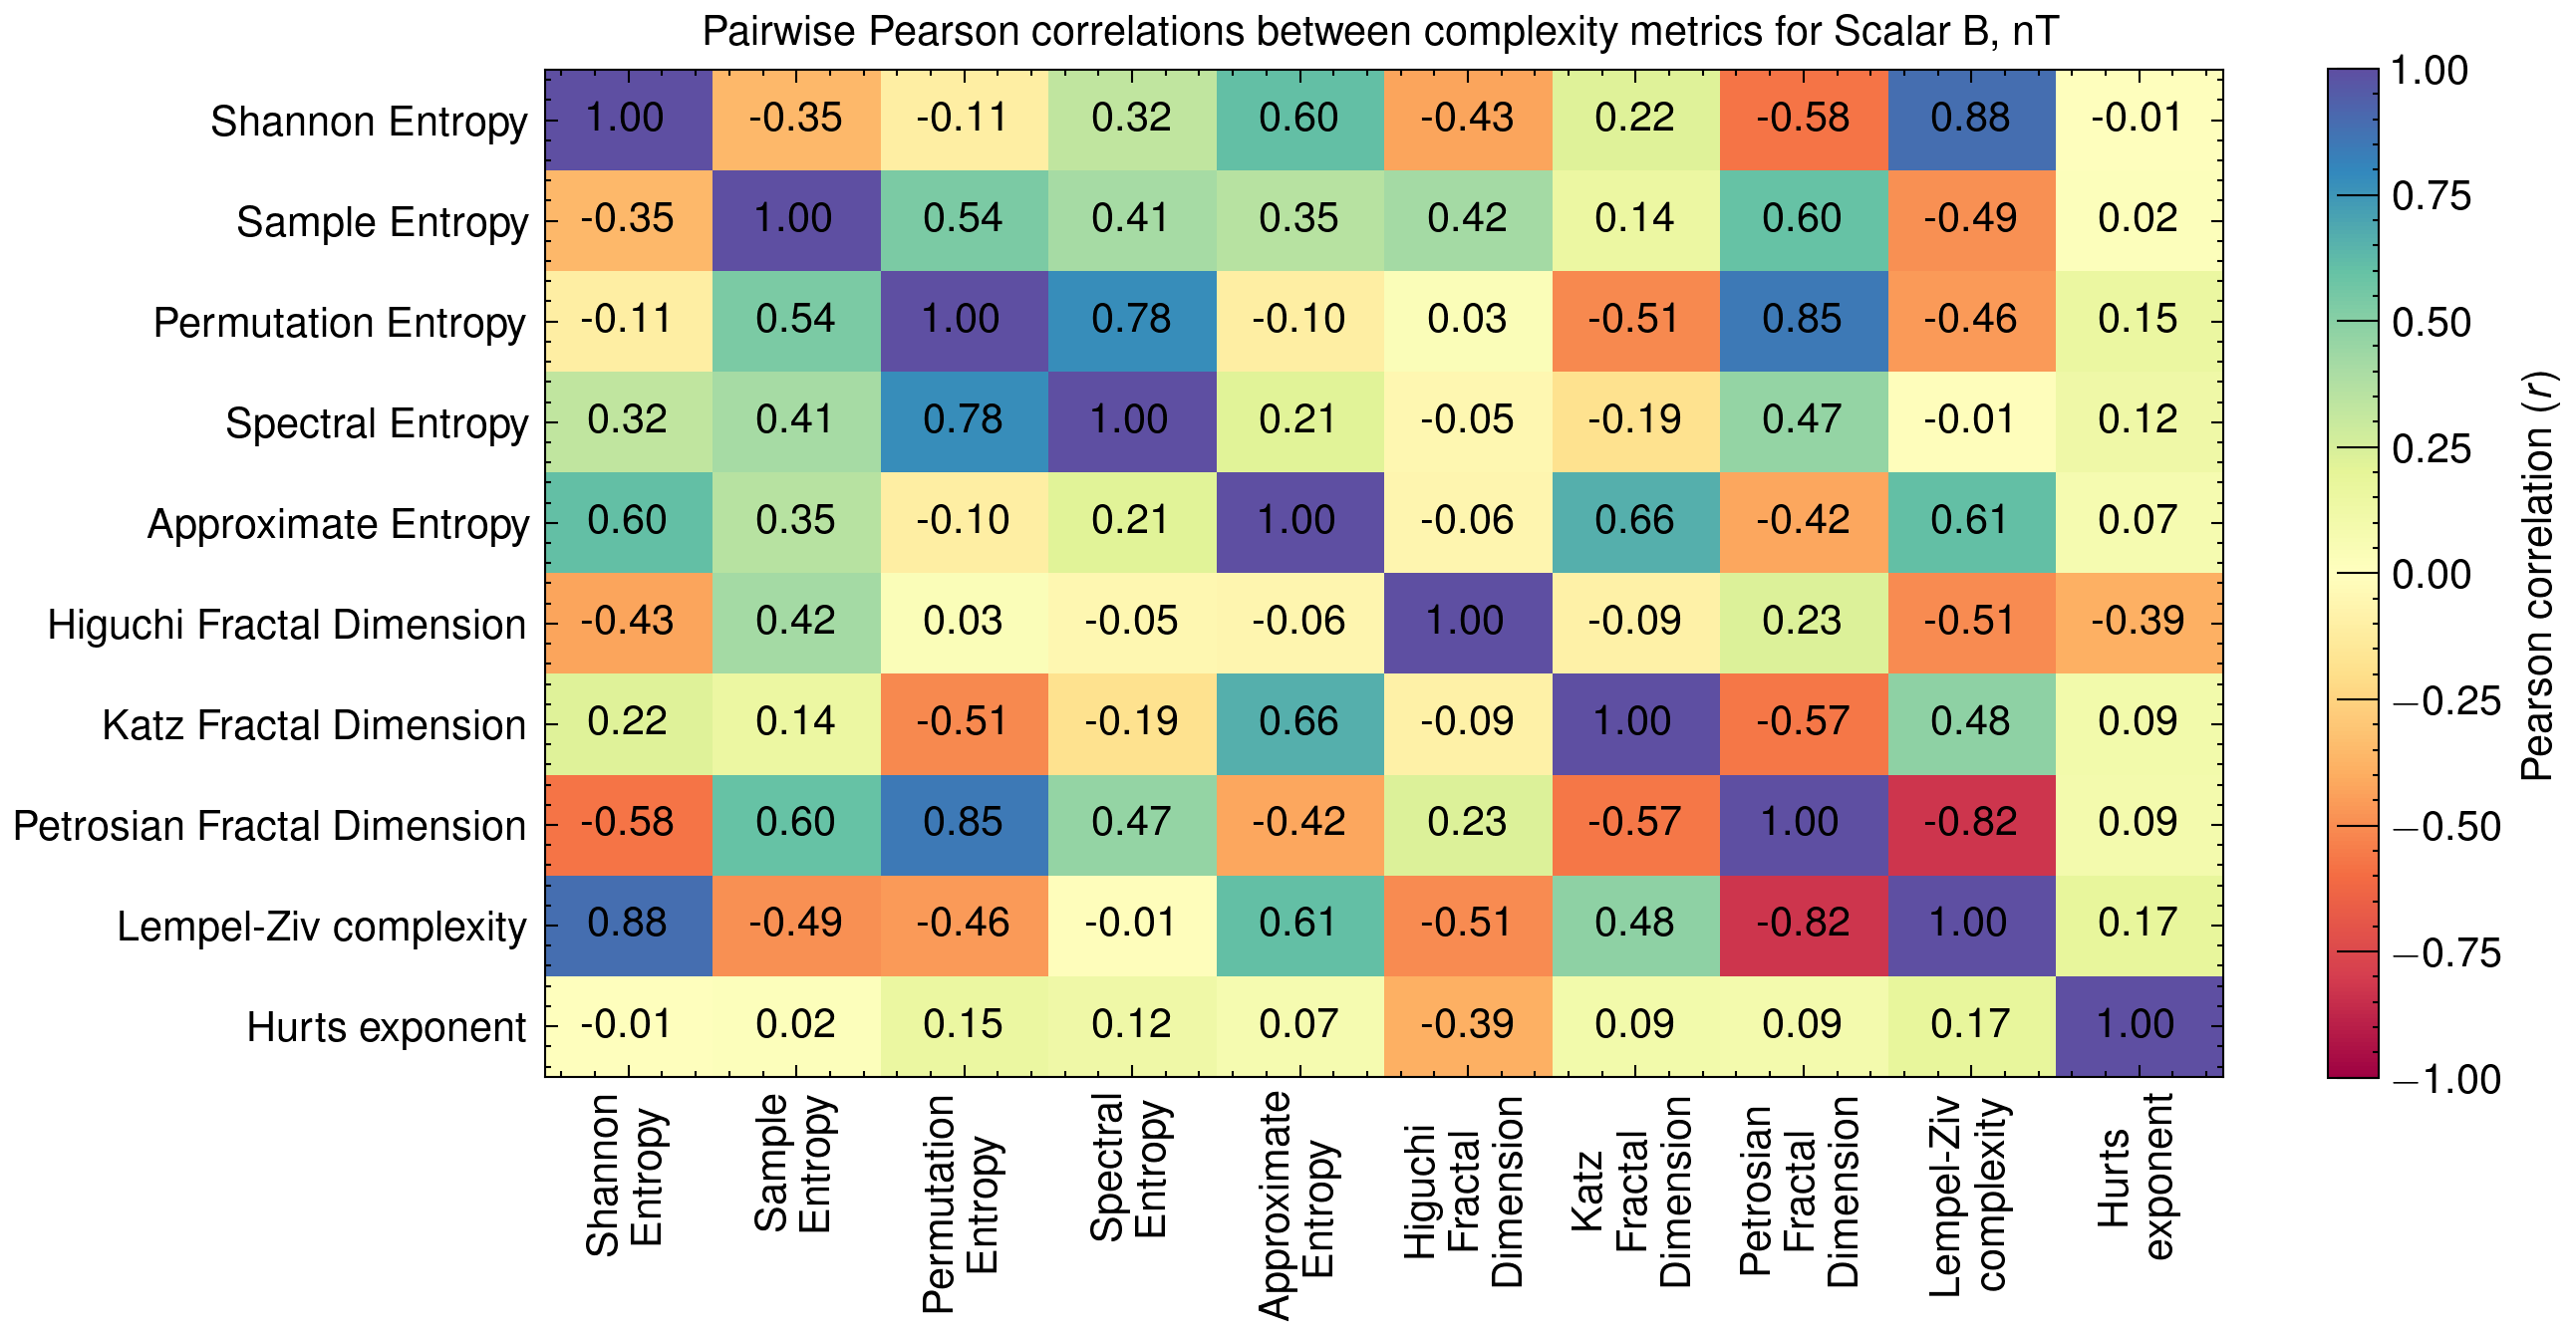 Pairwise Pearson correlations between complexity metrics for Scalar B, nT
Shannon Entropy 1.00 -0.35 -0.11 0.32 0.60 -0.43 0.22 -0.58 0.88 -0.01
Sample Entropy -0.35 1.00 0.54 0.41 0.35 0.42 0.14 0.60 -0.49 0.02
Permutation Entropy -0.11 0.54 1.00 0.78 -0.10 0.03 -0.51 0.85 -0.46 0.15
Spectral Entropy 0.32 0.41 0.78 1.00 0.21 -0.05 -0.19 0.47 -0.01 0.12
Approximate Entropy 0.60 0.35 -0.10 0.21 1.00 -0.06 0.66 -0.42 0.61 0.07
Higuchi Fractal Dimension -0.43 0.42 0.03 -0.05 -0.06 1.00 -0.09 0.23 -0.51 -0.39
Katz Fractal Dimension 0.22 0.14 -0.51 -0.19 0.66 -0.09 1.00 -0.57 0.48 0.09
Petrosian Fractal Dimension -0.58 0.60 0.85 0.47 -0.42 0.23 -0.57 1.00 -0.82 0.09
Lempel-Ziv complexity 0.88 -0.49 -0.46 -0.01 0.61 -0.51 0.48 -0.82 1.00 0.17
Hurts exponent -0.01 0.02 0.15 0.12 0.07 -0.39 0.09 0.09 0.17 1.00
Shannon
Entropy
Sample
Entropy
Permutation
Entropy
Spectral
Entropy
Approximate
Entropy
Higuchi
Fractal
Dimension
Katz
Fractal
Dimension
Petrosian
Fractal
Dimension
Lempel-Ziv
complexity
Hurts
exponent
1.00
0.75
0.50
0.25
0.00
−0.25
−0.50
−0.75
−1.00
Pearson correlation (r)